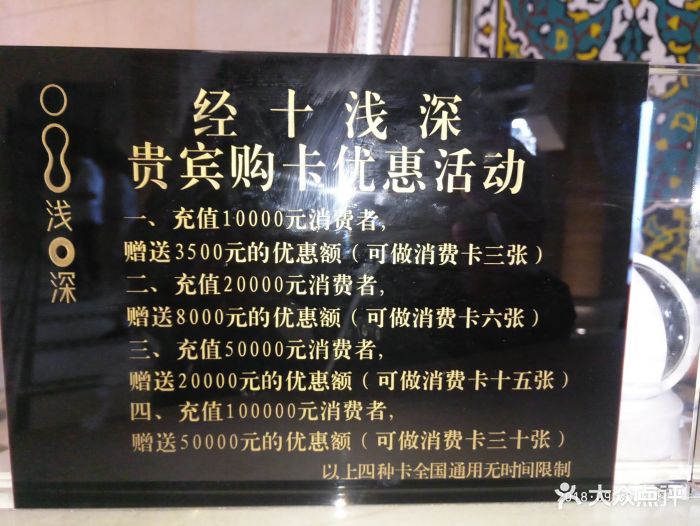 浅深
经十浅深
贵宾购卡优惠活动
一、充值10000元消费者,
赠送3500元的优惠额（可做消费卡三张）
二、充值20000元消费者,
赠送8000元的优惠额（可做消费卡六张）
三、充值50000元消费者,
赠送20000元的优惠额（可做消费卡十五张）
四、充值100000元消费者,
赠送50000元的优惠额（可做消费卡三十张）
以上四种卡全国通用无时间限制
大众点评